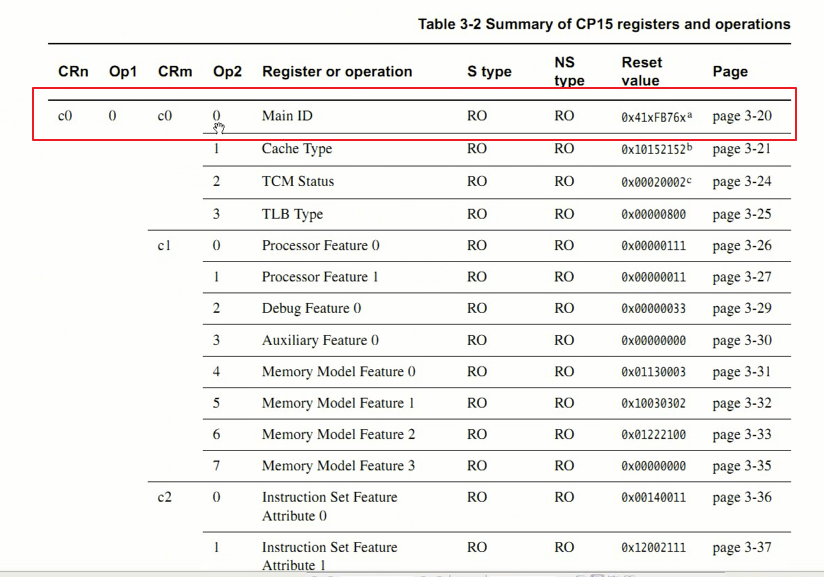 Table 3-2 Summary of CP15 registers and operations
CRn Op1 CRm Op2 Register or operation S type NS type Reset value Page
c0 0 c0 0 Main ID RO RO 0x41xFB76xa page 3-20
1 Cache Type RO RO 0x10152152b page 3-21
2 TCM Status RO RO 0x00020002c page 3-24
3 TLB Type RO RO 0x00000800 page 3-25
c1 0 Processor Feature 0 RO RO 0x00000111 page 3-26
1 Processor Feature 1 RO RO 0x00000011 page 3-27
2 Debug Feature 0 RO RO 0x00000033 page 3-29
3 Auxiliary Feature 0 RO RO 0x00000000 page 3-30
4 Memory Model Feature 0 RO RO 0x01130003 page 3-31
5 Memory Model Feature 1 RO RO 0x10030302 page 3-32
6 Memory Model Feature 2 RO RO 0x01222100 page 3-33
7 Memory Model Feature 3 RO RO 0x00000000 page 3-35
c2 0 Instruction Set Feature RO RO 0x00140011 page 3-36
Attribute 0
1 Instruction Set Feature RO RO 0x12002111 page 3-37
Attribute 1